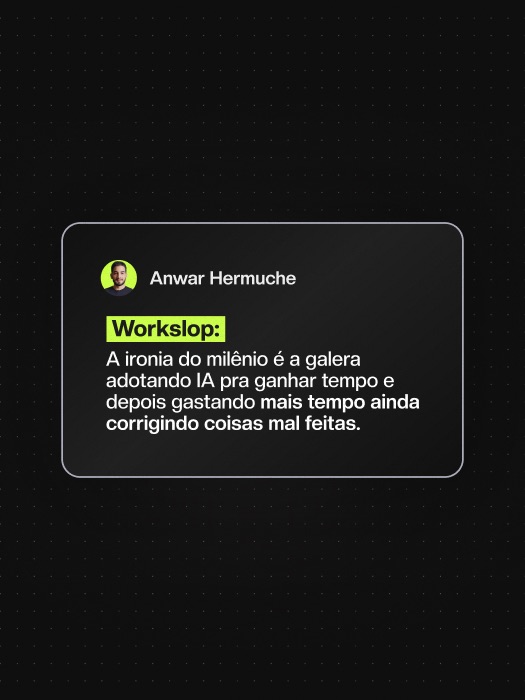 Anwar Hermuche
Workslop:
A ironia do milênio é a galera
adotando IA pra ganhar tempo e
depois gastando mais tempo ainda
corrigindo coisas mal feitas.